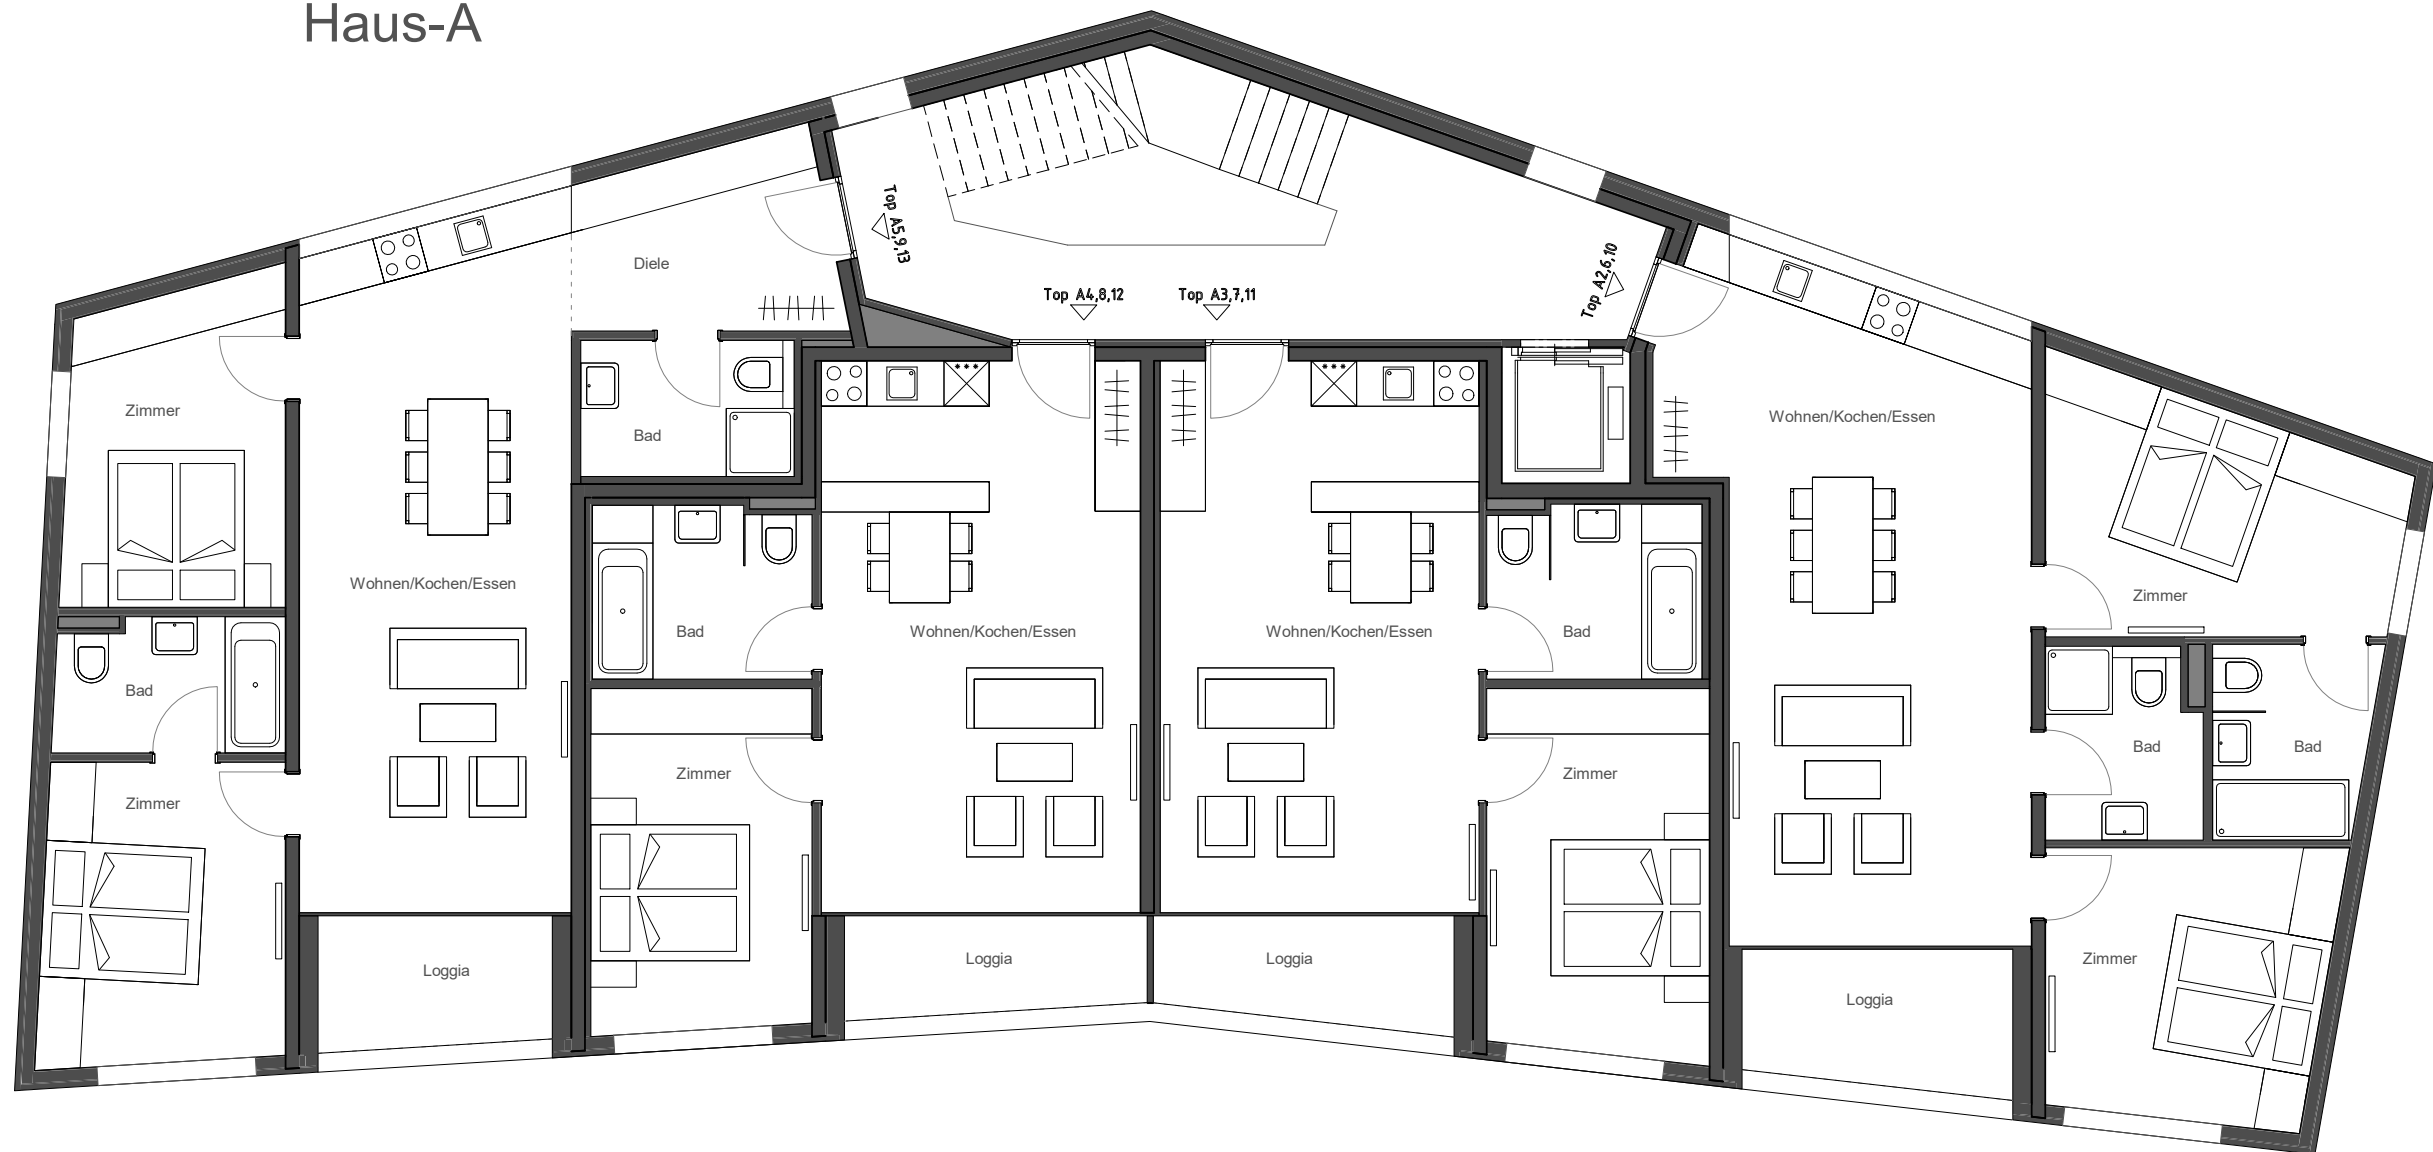 Haus-A
Top A5,9,13
Top A4,8,12
Top A3,7,11
Top A2,6,10
Diele
Zimmer
Bad
Wohnen/Kochen/Essen
Zimmer
Wohnen/Kochen/Essen
Bad
Wohnen/Kochen/Essen
Wohnen/Kochen/Essen
Bad
Bad
Bad
Bad
Zimmer
Zimmer
Zimmer
Loggia
Loggia
Loggia
Zimmer
Loggia